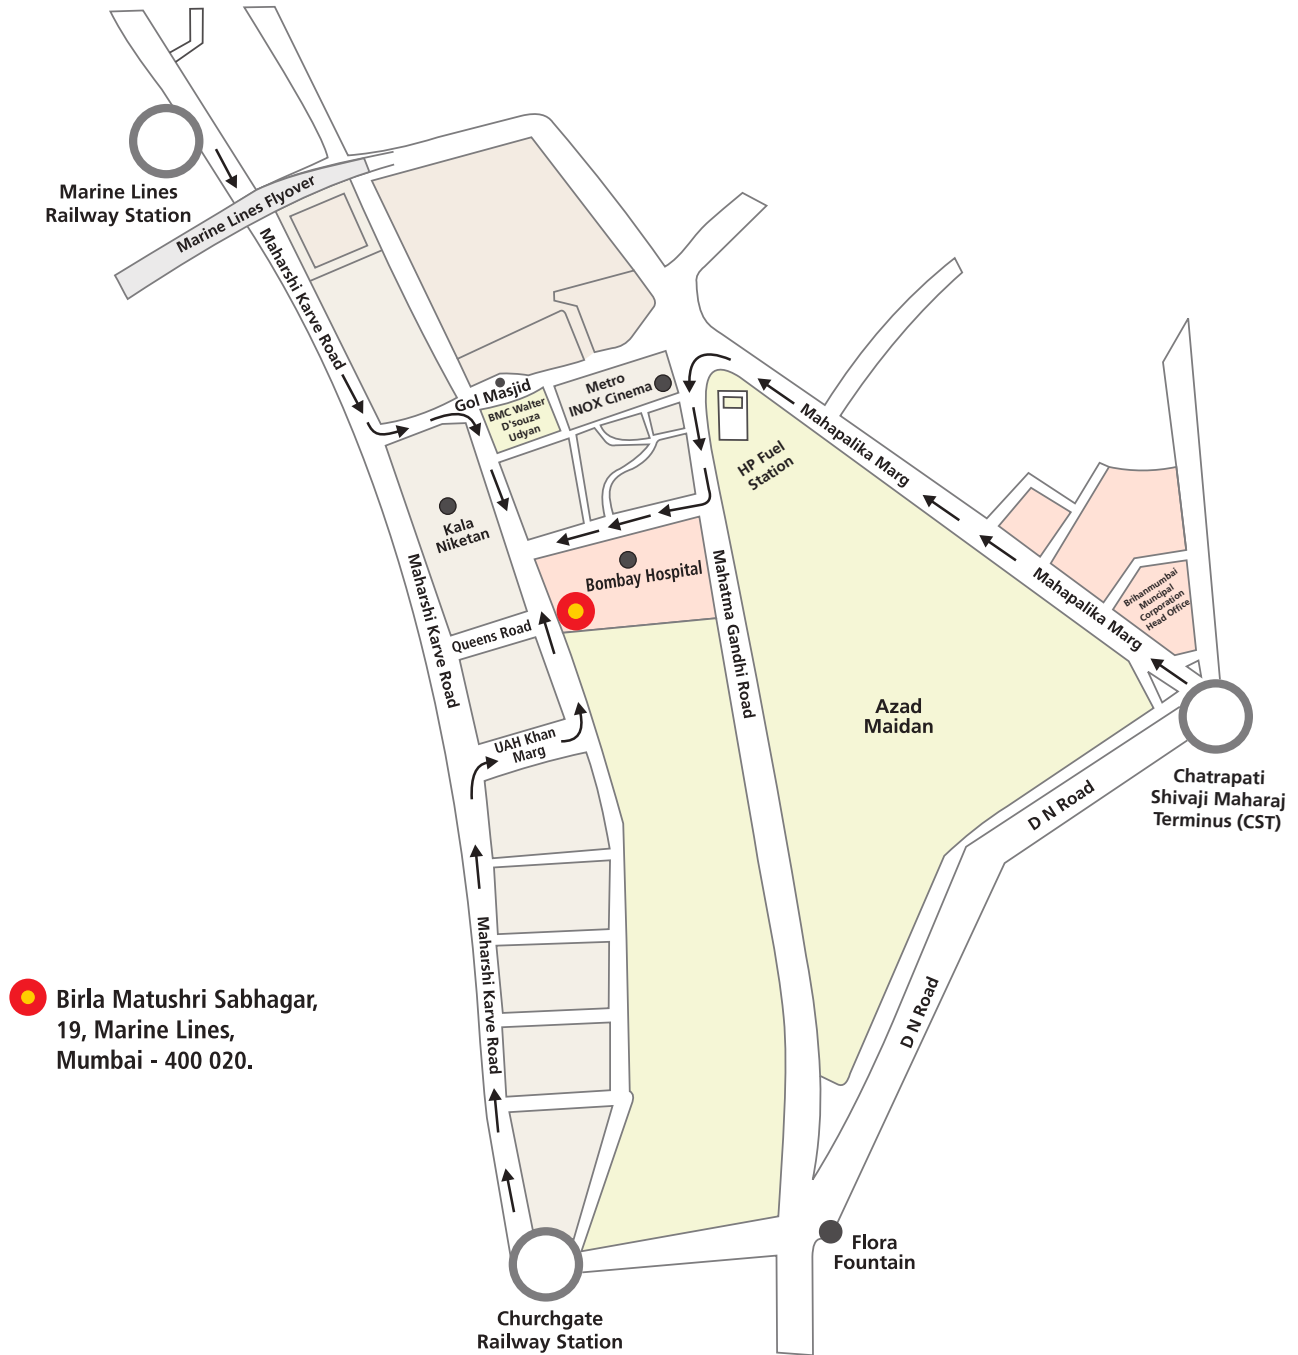 Marine Lines
Railway Station
Marine Lines Flyover
Maharshi Karve Road
Gol Masjid
BMC Walter
D'souza
Udyan
Metro
INOX Cinema
HP Fuel
Station
Mahapalika Marg
Kala
Niketan
Bombay Hospital
Maharshi Karve Road
Queens Road
Mahatma Gandhi Road
Mahapalika Marg
Brihanmumbai
Muncipal
Corporation
Head Office
UAH Khan
Marg
Azad
Maidan
Chatrapati
Shivaji Maharaj
Terminus (CST)
D N Road
Maharshi Karve Road
D N Road
Birla Matushri Sabhagar,
19, Marine Lines,
Mumbai - 400 020.
Flora
Fountain
Churchgate
Railway Station